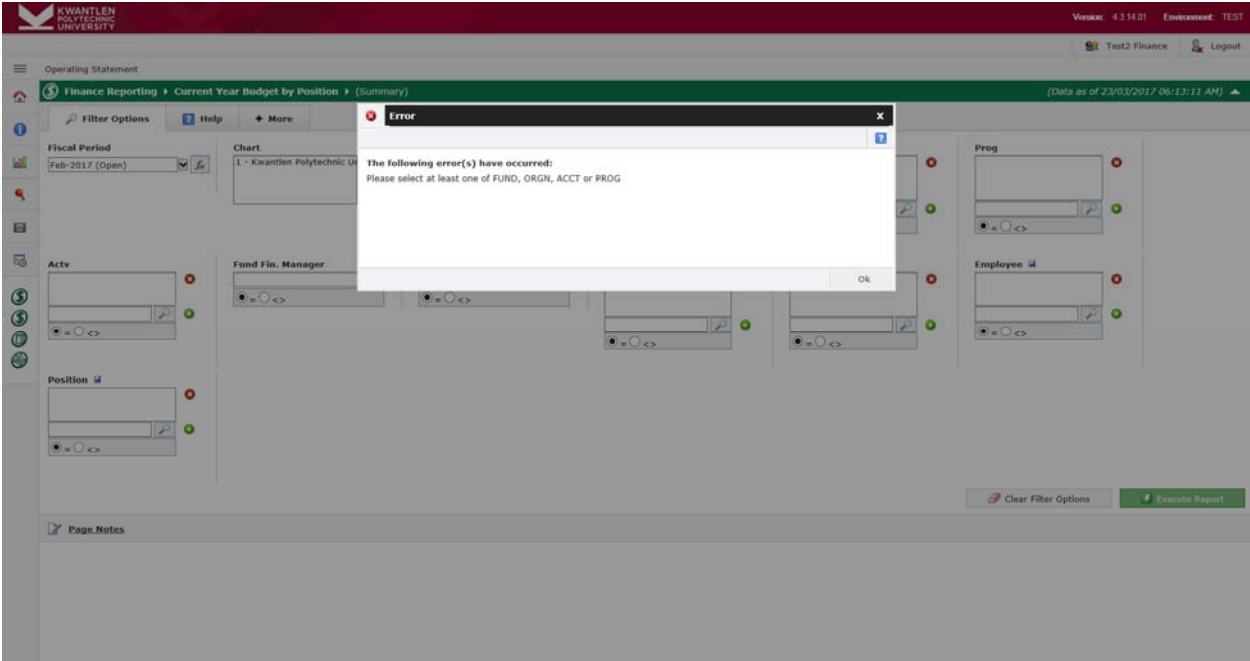 KWANTLEN
POLYTECHNIC
UNIVERSITY
Version: 4.3.14.01 Environment: TEST
Test2 Finance Logout
Operating Statement
Finance Reporting Current Year Budget by Position (Summary) (Data as of 23/03/2017 06:13:11 AM)
Filter Options Help + More
Error x
Fiscal Period Chart Prog
Feb-2017 (Open) fx 1 - Kwantlen Polytechnic Un
The following error(s) have occurred:
Please select at least one of FUND, ORGN, ACCT or PROG
= <>
Ok
Actv Fund Fin. Manager Employee
= <> = <>
= <> = <>
= <> = <>
Position
= <>
Clear Filter Options Execute Report
Page Notes